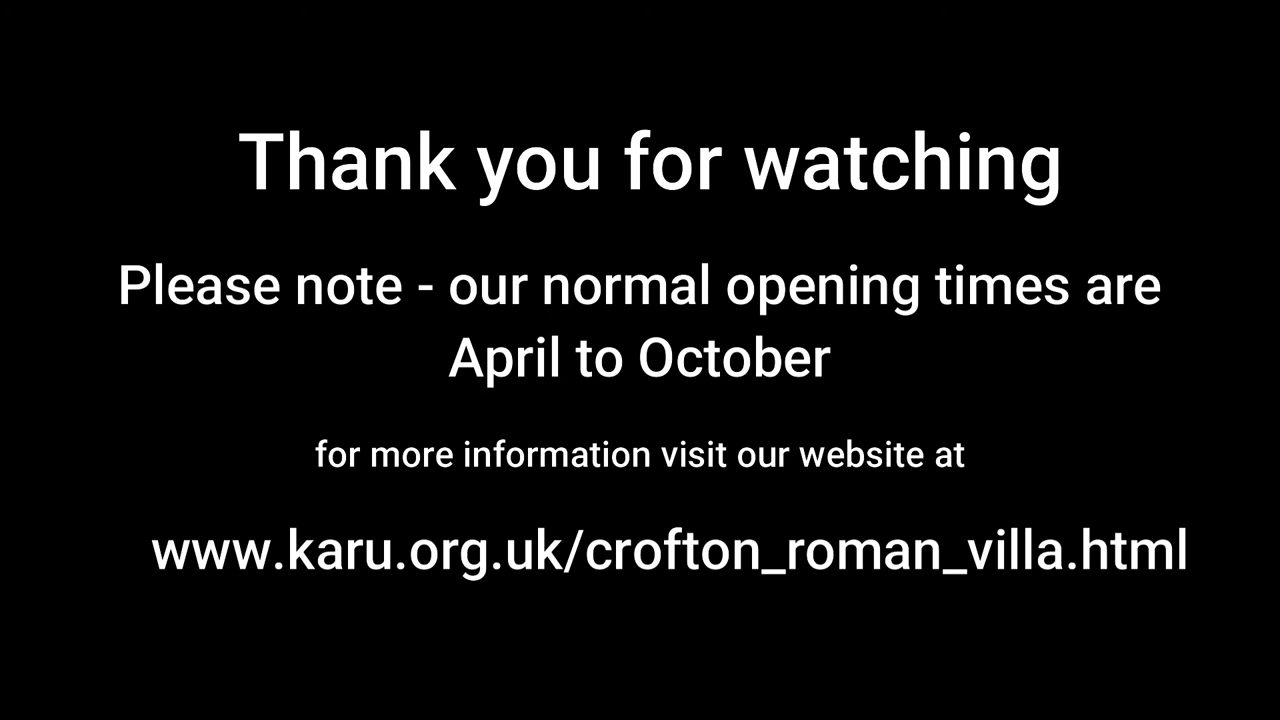 Thank you for watching
Please note - our normal opening times are
April to October
for more information visit our website at
www.karu.org.uk/crofton_roman_villa.html